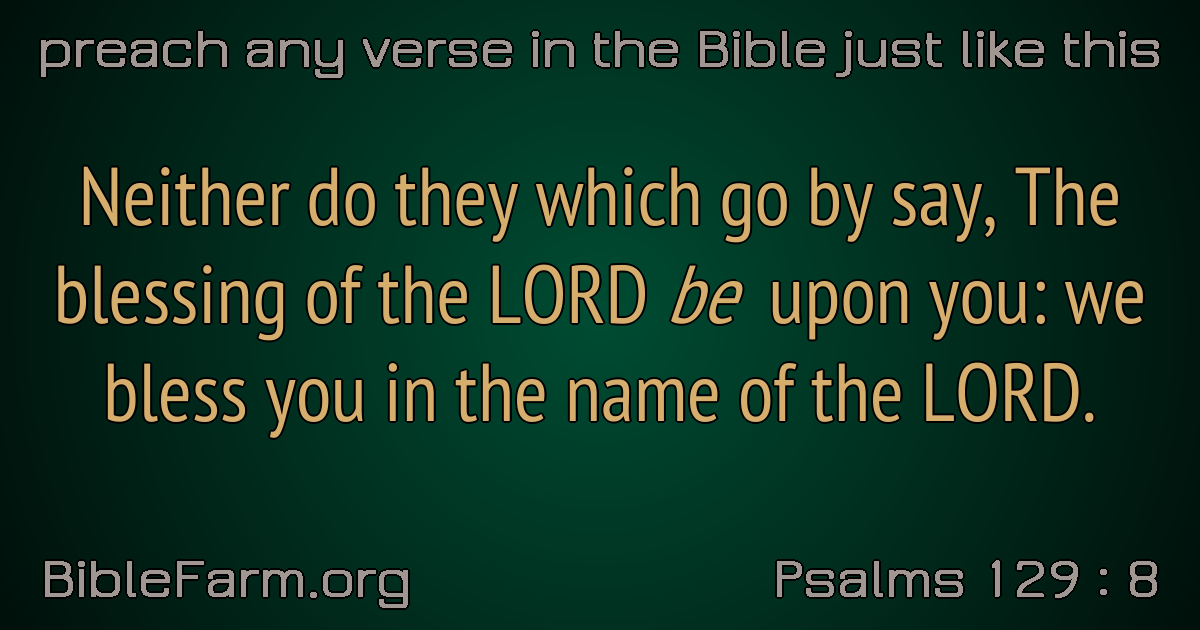 preach any verse in the Bible just like this
Neither do they which go by say, The
blessing of the LORD be upon you: we
bless you in the name of the LORD.
BibleFarm.org
Psalms 129 : 8